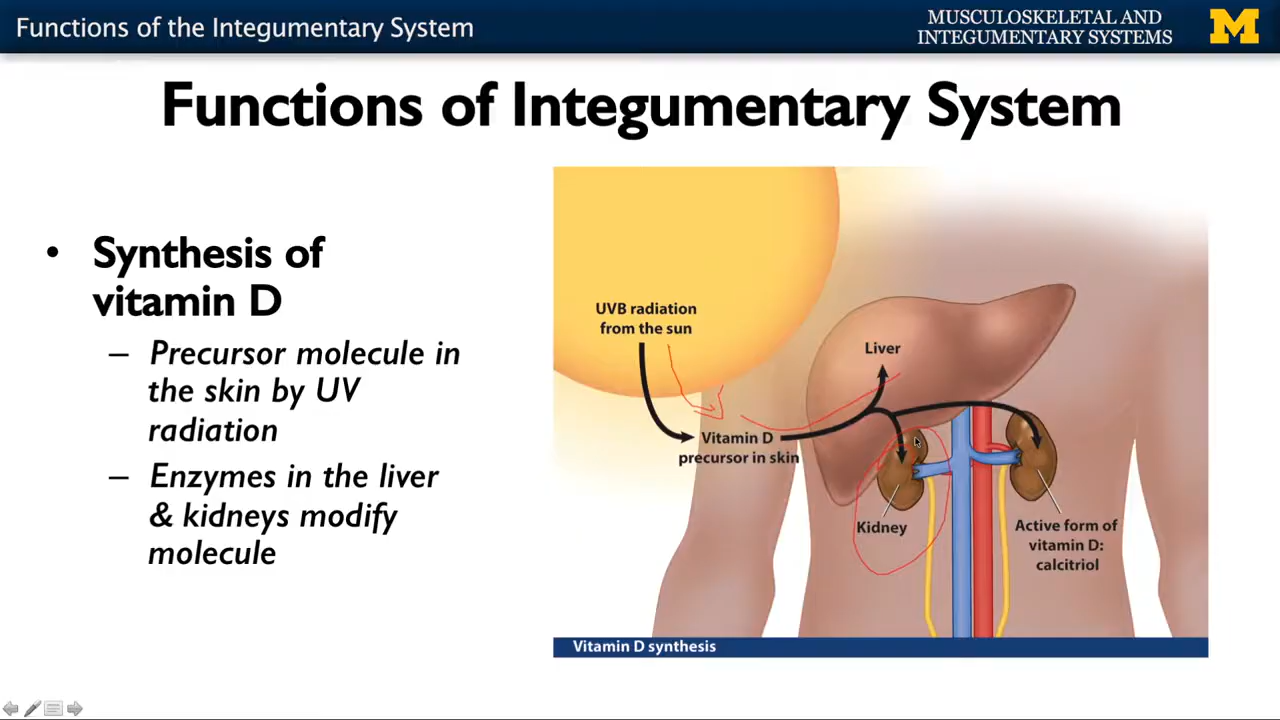 Functions of the Integumentary System
MUSCULOSKELETAL AND
INTEGUMENTARY SYSTEMS
M
Functions of Integumentary System
• Synthesis of
vitamin D
– Precursor molecule in
the skin by UV
radiation
– Enzymes in the liver
& kidneys modify
molecule
UVB radiation
from the sun
Liver
Vitamin D
precursor in skin
Kidney
Active form of
vitamin D:
calcitriol
Vitamin D synthesis